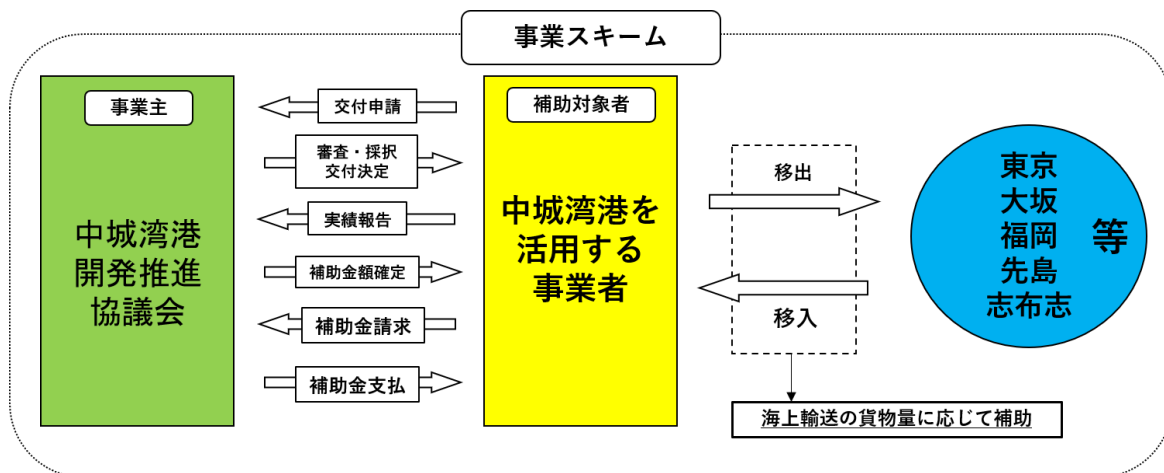 事業スキーム
事業主
中城湾港
開発推進
協議会
交付申請
審査・採択
交付決定
実績報告
補助金額確定
補助金請求
補助金支払
補助対象者
中城湾港を
活用する
事業者
移出
移入
東京
大坂
福岡
先島
志布志
等
海上輸送の貨物量に応じて補助